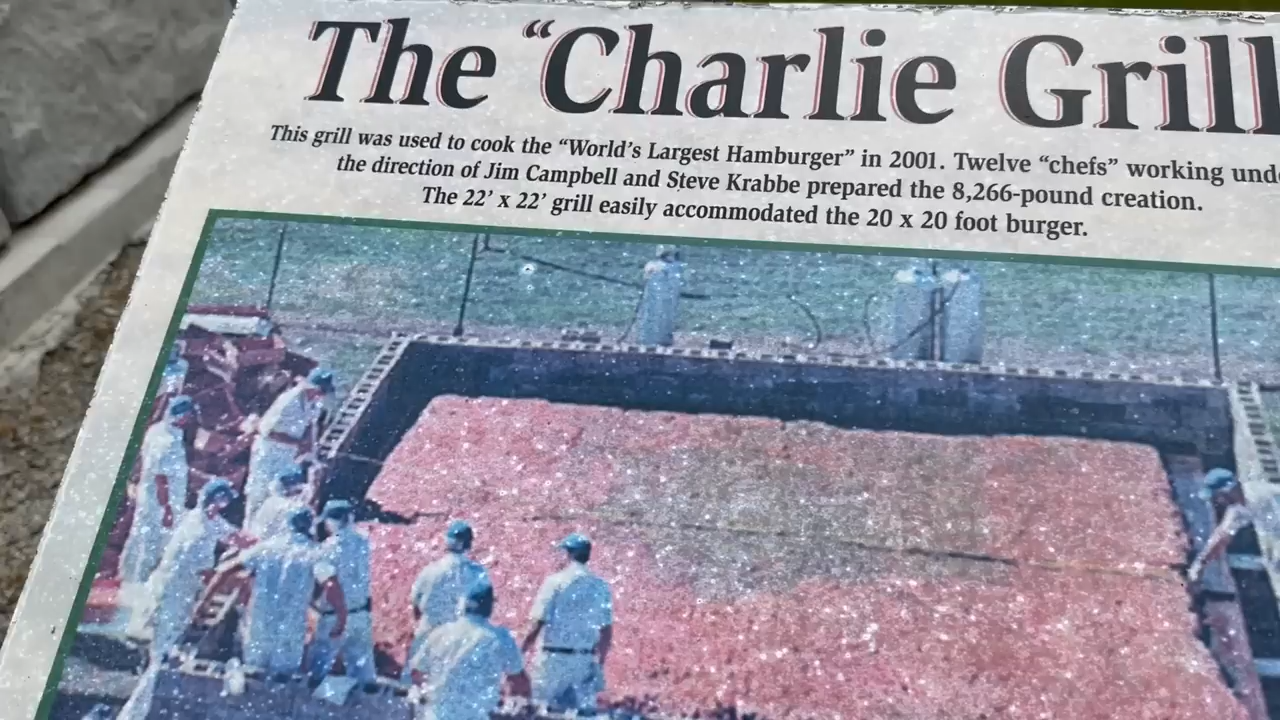 The “Charlie Grill
This grill was used to cook the “World’s Largest Hamburger” in 2001. Twelve “chefs” working
the direction of Jim Campbell and Steve Krabbe prepared the 8,266-pound creation.
The 22’ x 22’ grill easily accommodated the 20 x 20 foot burger.